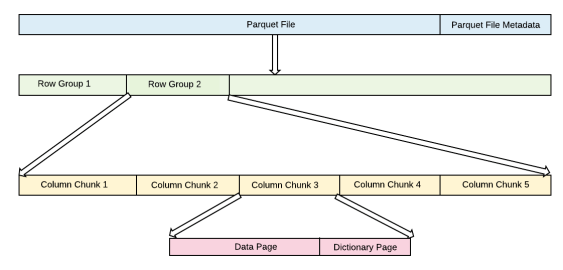 Parquet File Parquet File Metadata
Row Group 1 Row Group 2
Column Chunk 1 Column Chunk 2 Column Chunk 3 Column Chunk 4 Column Chunk 5
Data Page Dictionary Page